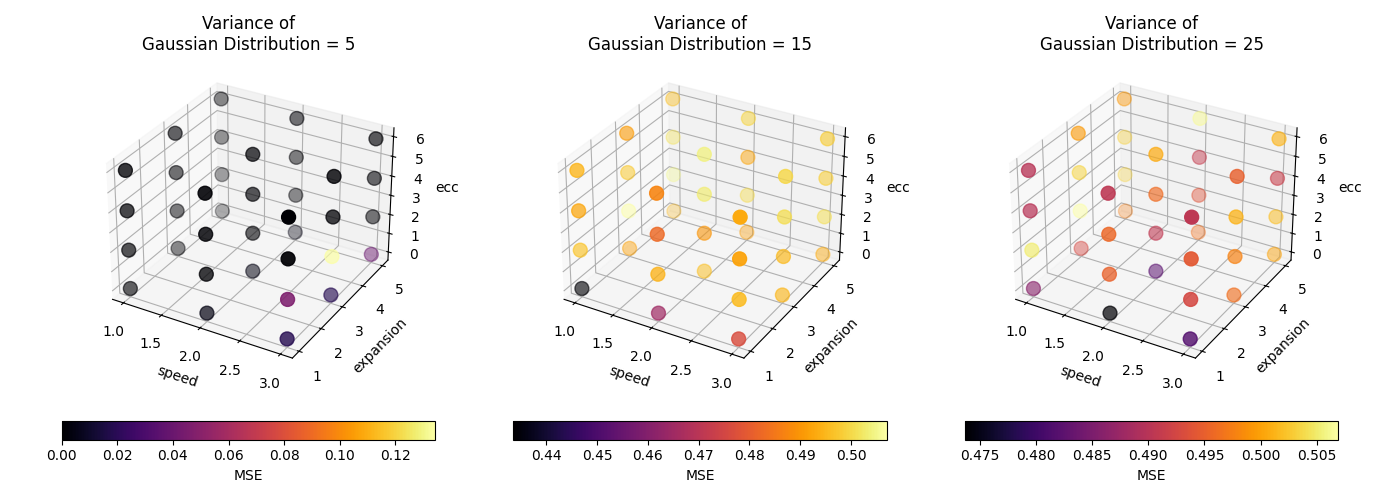 Variance of
Gaussian Distribution = 5
6
5
4
3
2
1
0
ecc
1.0
1.5
2.0
2.5
3.0
speed
1
2
3
4
5
expansion
0.00 0.02 0.04 0.06 0.08 0.10 0.12
MSE
Variance of
Gaussian Distribution = 15
6
5
4
3
2
1
0
ecc
1.0
1.5
2.0
2.5
3.0
speed
1
2
3
4
5
expansion
0.44 0.45 0.46 0.47 0.48 0.49 0.50
MSE
Variance of
Gaussian Distribution = 25
6
5
4
3
2
1
0
ecc
1.0
1.5
2.0
2.5
3.0
speed
1
2
3
4
5
expansion
0.475 0.480 0.485 0.490 0.495 0.500 0.505
MSE